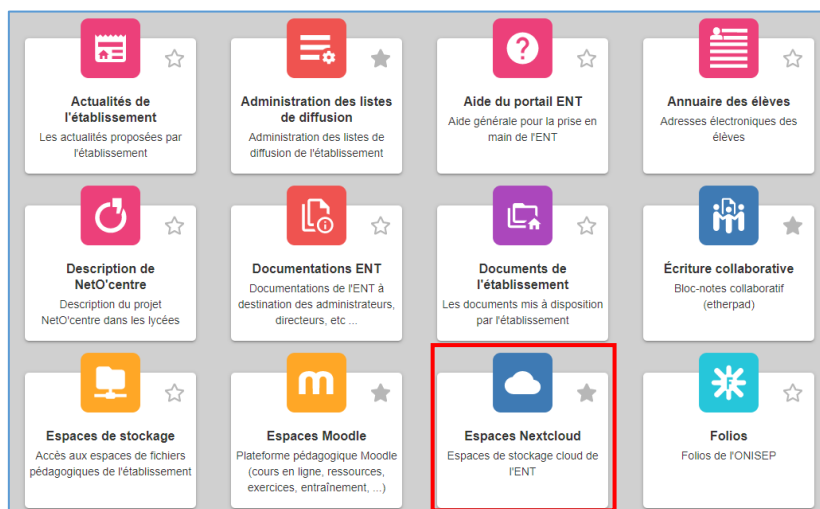 Actualités de
l'établissement
Les actualités proposées par
l'établissement
Administration des listes
de diffusion
Administration des listes de
diffusion de l'établissement
Aide du portail ENT
Aide générale pour la prise en
main de l'ENT
Annuaire des élèves
Adresses électroniques des
élèves
Description de
NetO'centre
Description du projet
NetO'centre dans les lycées
Documentations ENT
Documentations de l'ENT à
destination des administrateurs,
directeurs, etc ...
Documents de
l'établissement
Les documents mis à disposition
par l'établissement
Écriture collaborative
Bloc-notes collaboratif
(etherpad)
Espaces de stockage
Accès aux espaces de fichiers
pédagogiques de l'établissement
m
Espaces Moodle
Plateforme pédagogique Moodle
(cours en ligne, ressources,
exercices, entraînement, ...)
Espaces Nextcloud
Espaces de stockage cloud de
l'ENT
F
Folios
Folios de l'ONISEP